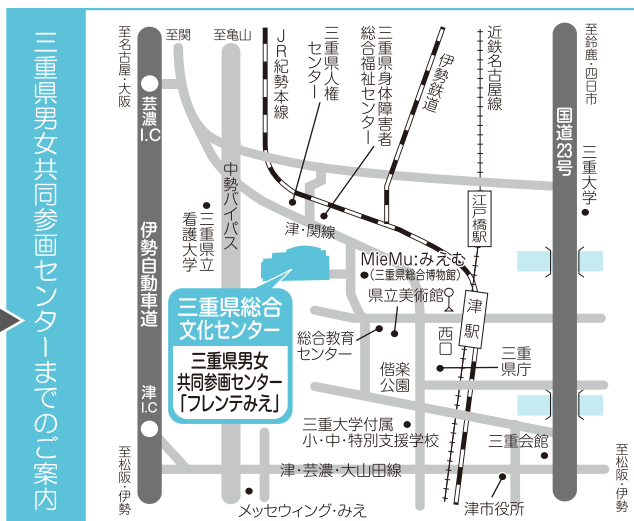 三重県男女共同参画センターまでのご案内
至名古屋・大阪
芸濃
I.C
伊勢自動車道
津
I.C
至松阪・伊勢
至関
至亀山
中勢バイパス
三重県立
看護大学
JR紀勢本線
三重県人権
センター
三重県身体障害者
総合福祉センター
伊勢鉄道
近鉄名古屋線
至鈴鹿・四日市
国道23号
三重大学
江戸橋駅
津・関線
MieMu:みえむ
(三重県総合博物館)
県立美術館
津駅
西口
三重県総合
文化センター
三重県男女
共同参画センター
「フレンテみえ」
総合教育
センター
偕楽
公園
三重
県庁
三重大学付属
小・中・特別支援学校
三重会館
津・芸濃・大山田線
メッセウィング・みえ
津市役所
至松阪・伊勢